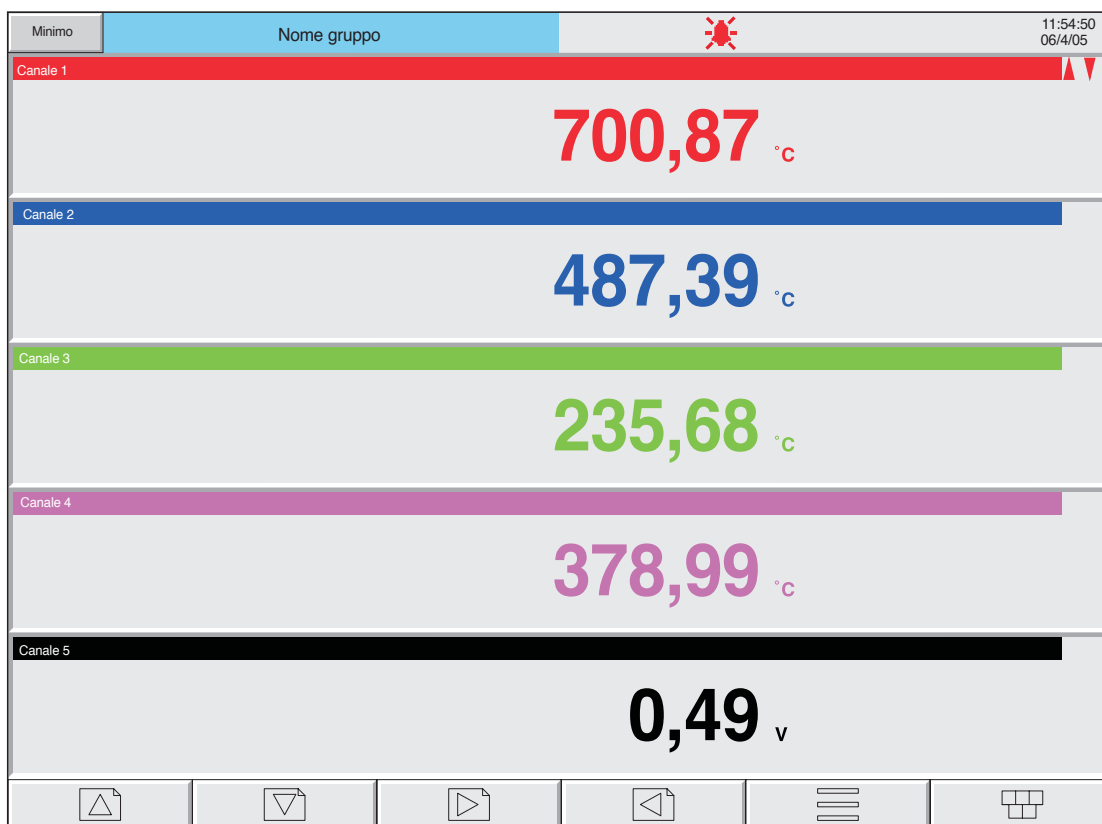 Minimo
Nome gruppo
11:54:50
06/4/05
Canale 1
700,87 °C
Canale 2
487,39 °C
Canale 3
235,68 °C
Canale 4
378,99 °C
Canale 5
0,49 V